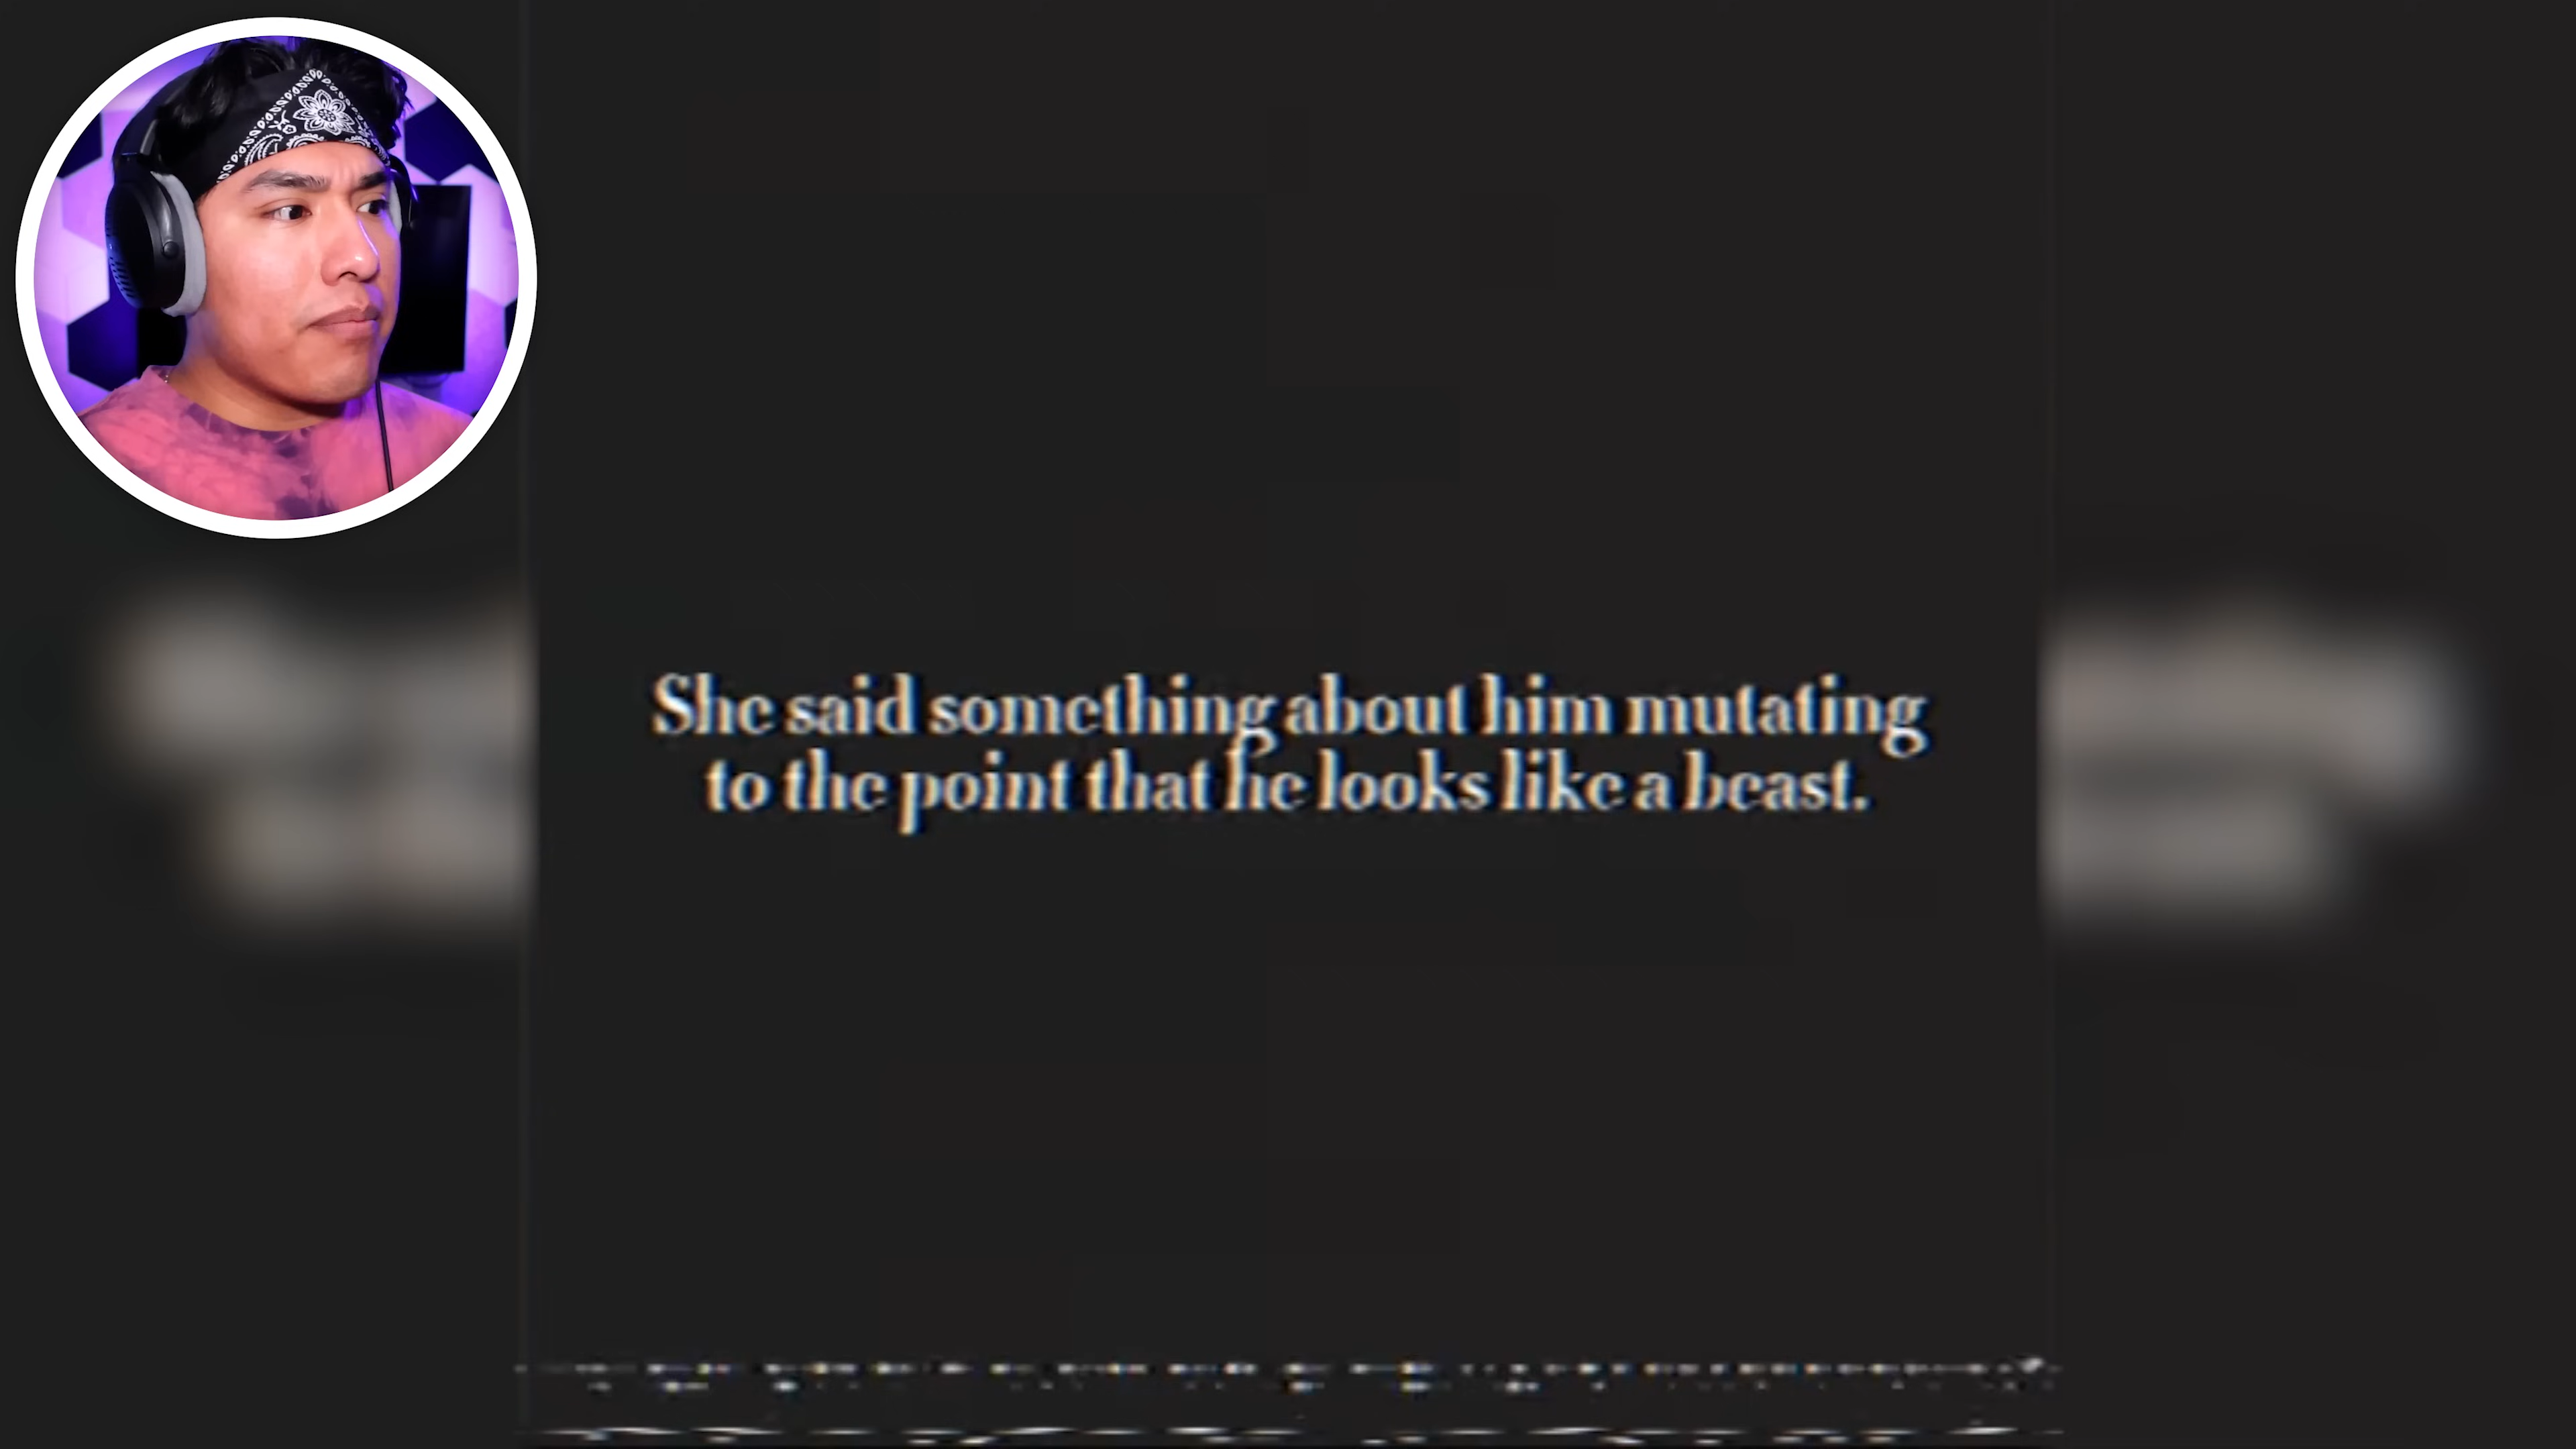 She said something about him mutating
to the point that he looks like a beast.